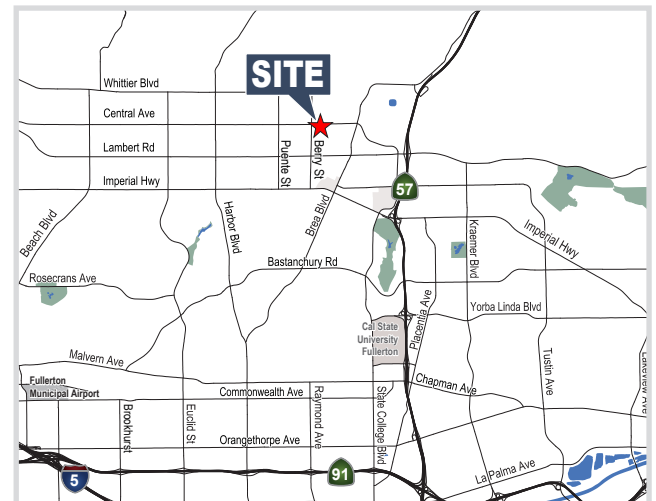 Whittier Blvd
SITE
Central Ave
Lambert Rd
Puente St
Berry St
Imperial Hwy
57
Beach Blvd
Harbor Blvd
Brea Blvd
Kraemer Blvd
Imperial Hwy
Bastanchury Rd
Rosecrans Ave
Placentia Ave
Yorba Linda Blvd
Cal State
University
Fullerton
Malvern Ave
Tustin Ave
Lakeview Ave
Fullerton
Municipal Airport
Commonwealth Ave
Chapman Ave
Brookhurst
Euclid St
Raymond Ave
State College Blvd
Orangethorpe Ave
La Palma Ave
5
91